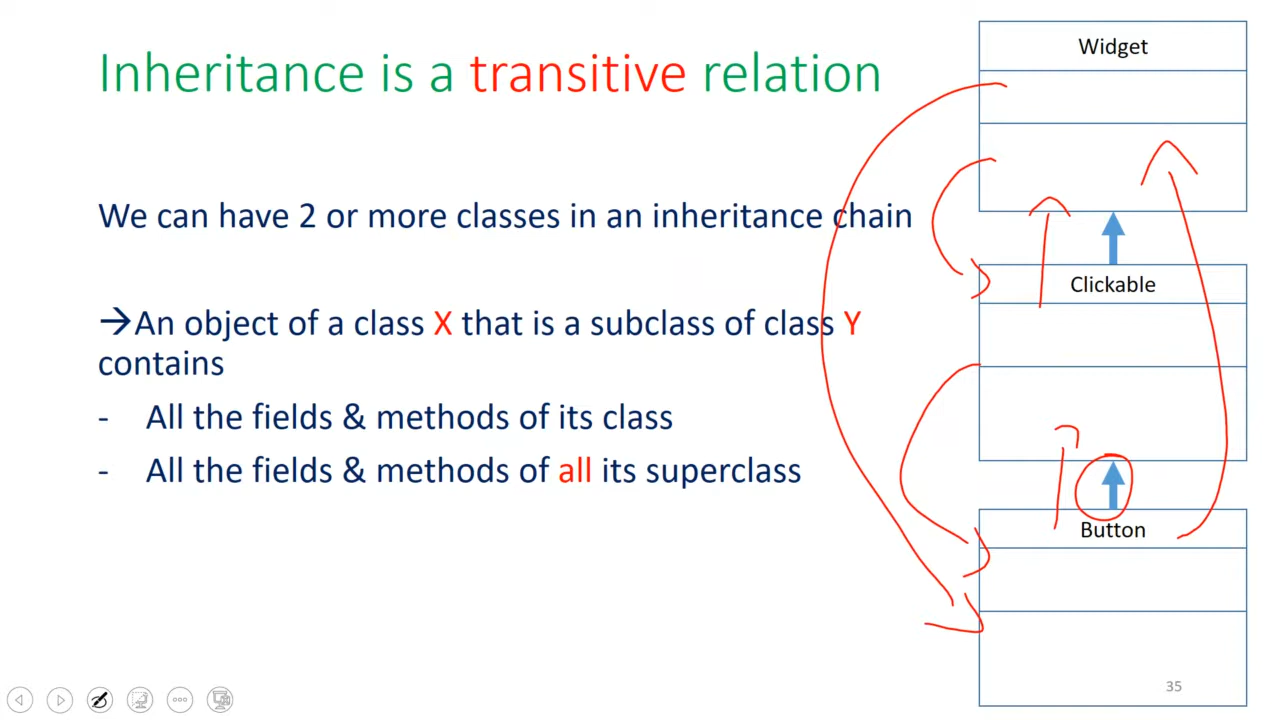 Inheritance is a transitive relation
We can have 2 or more classes in an inheritance chain
→An object of a class X that is a subclass of class Y
contains
- All the fields & methods of its class
- All the fields & methods of all its superclass
Widget
Clickable
Button
35